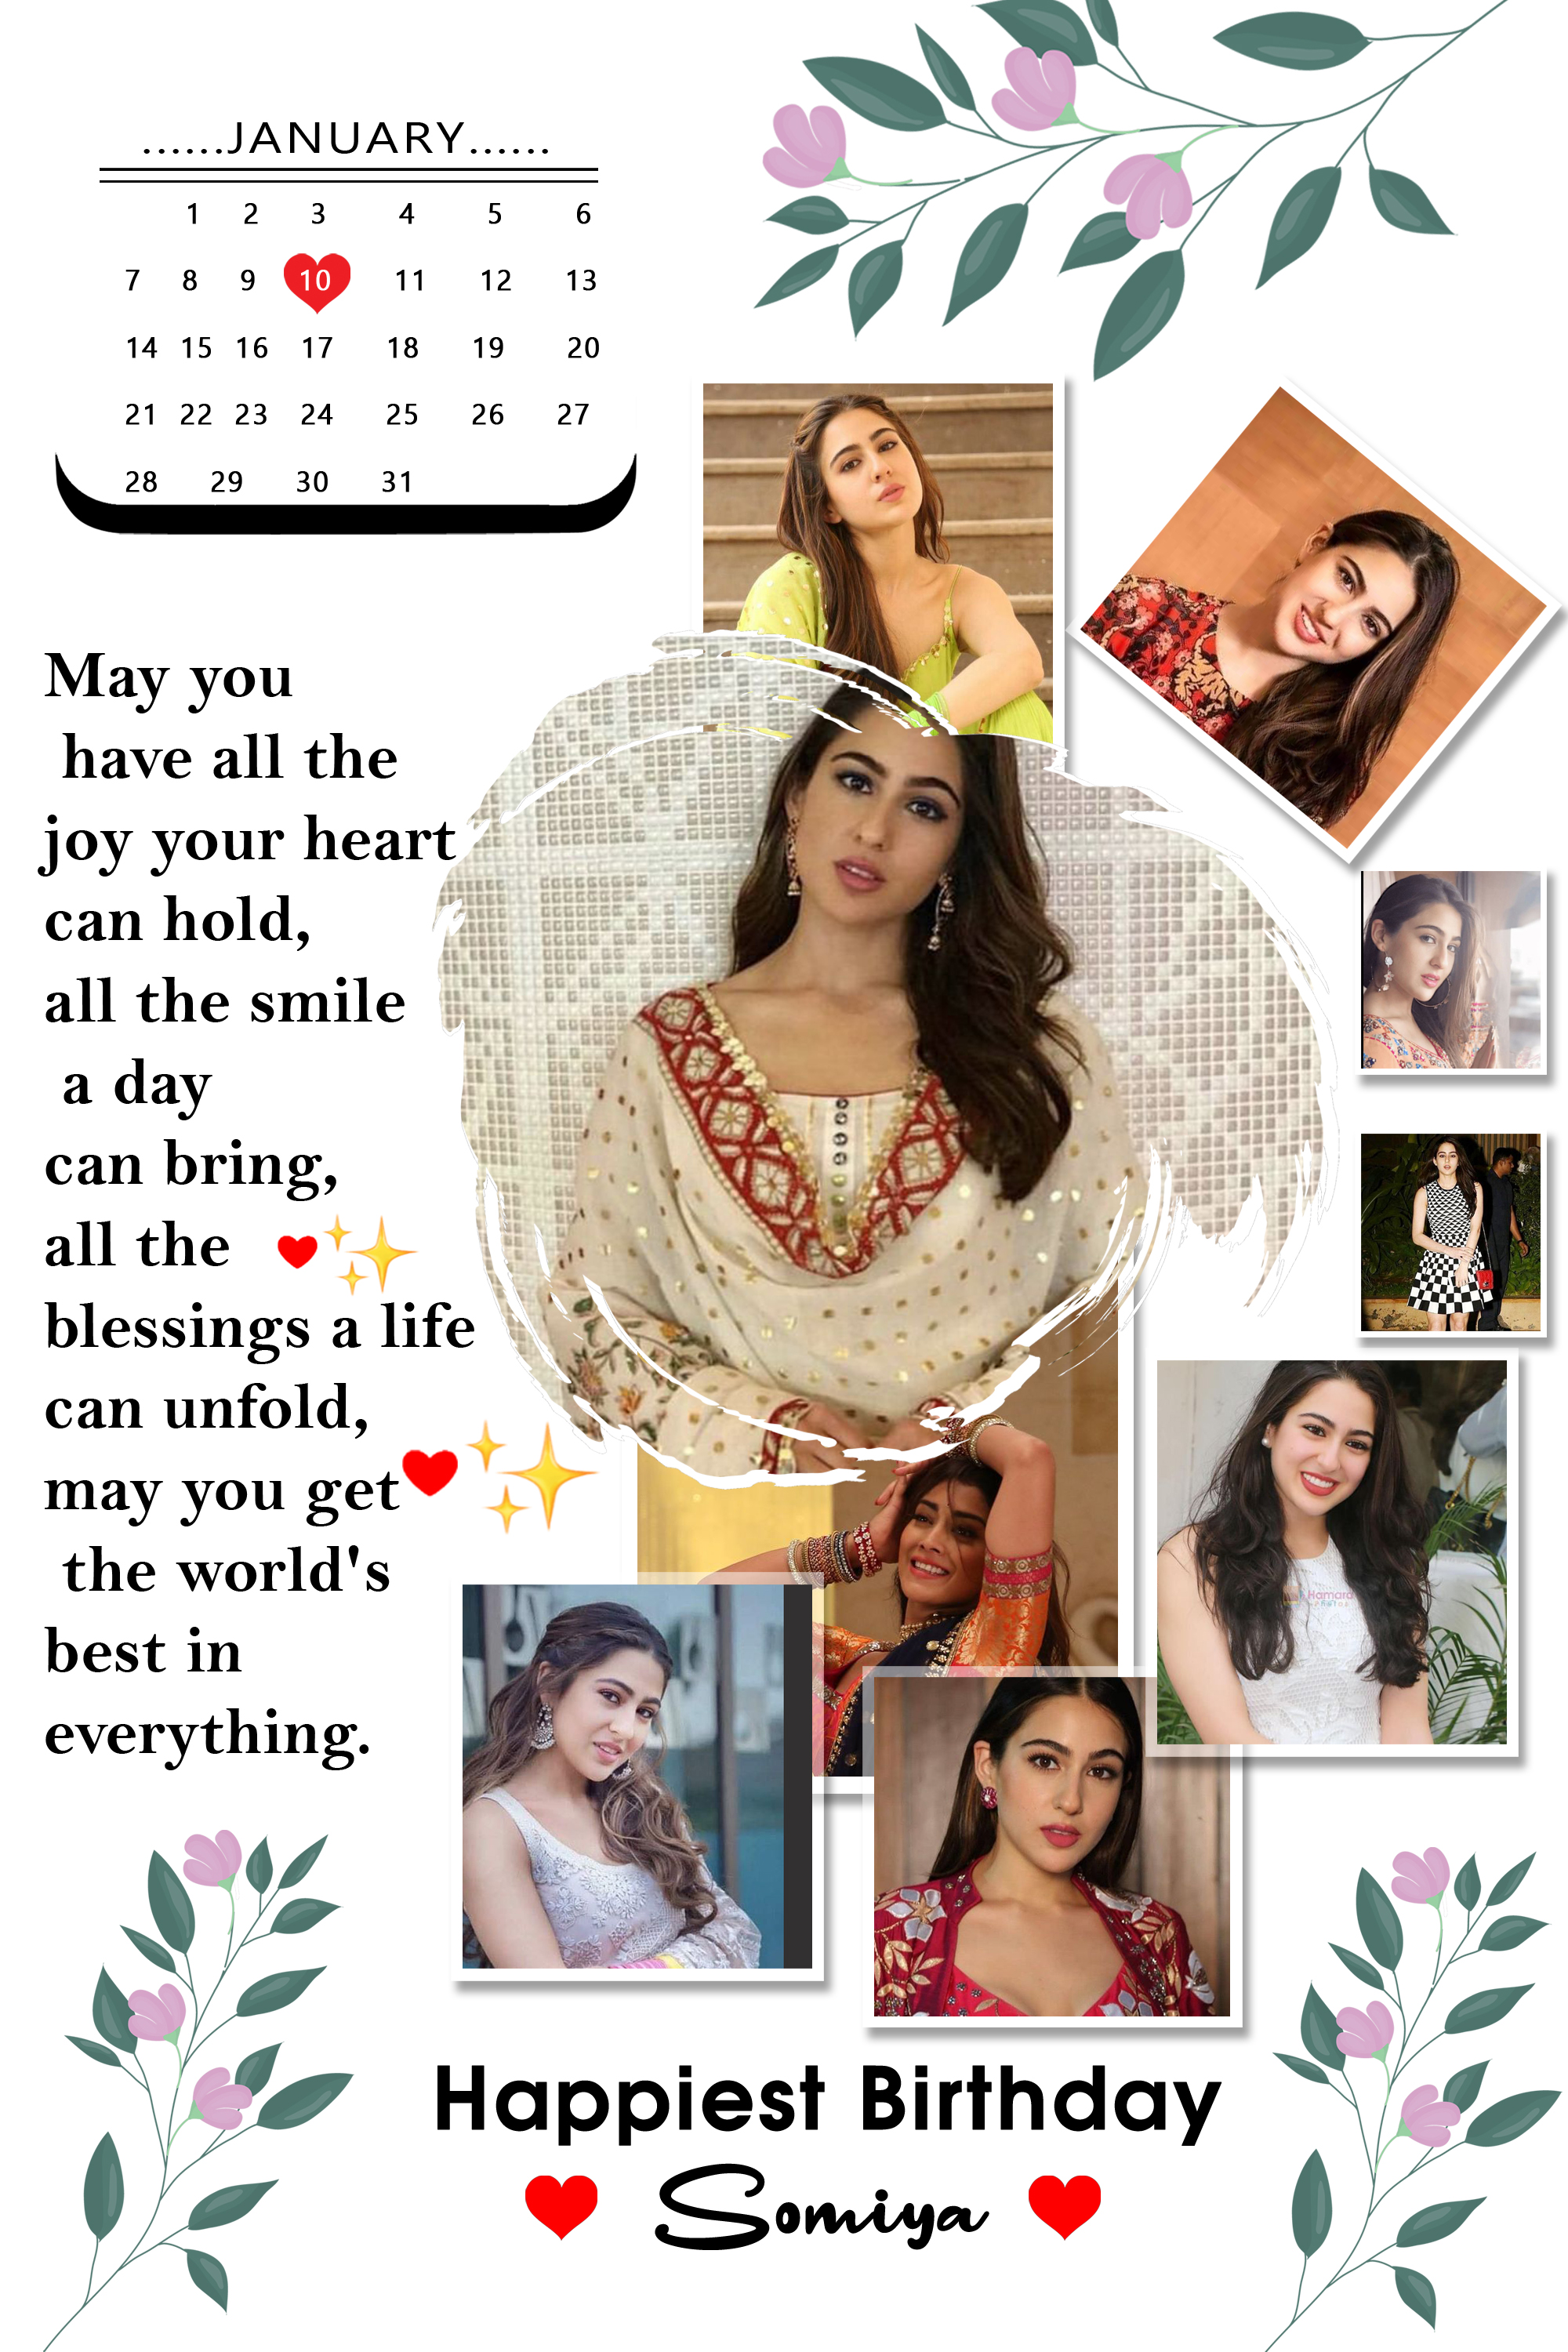 ......JANUARY......
1 2 3 4 5 6
7 8 9 10 11 12 13
14 15 16 17 18 19 20
21 22 23 24 25 26 27
28 29 30 31
May you
have all the
joy your heart
can hold,
all the smile
a day
can bring,
all the
blessings a life
can unfold,
may you get
the world's
best in
everything.
Hamara
PHOTOS
Happiest Birthday
Somiya